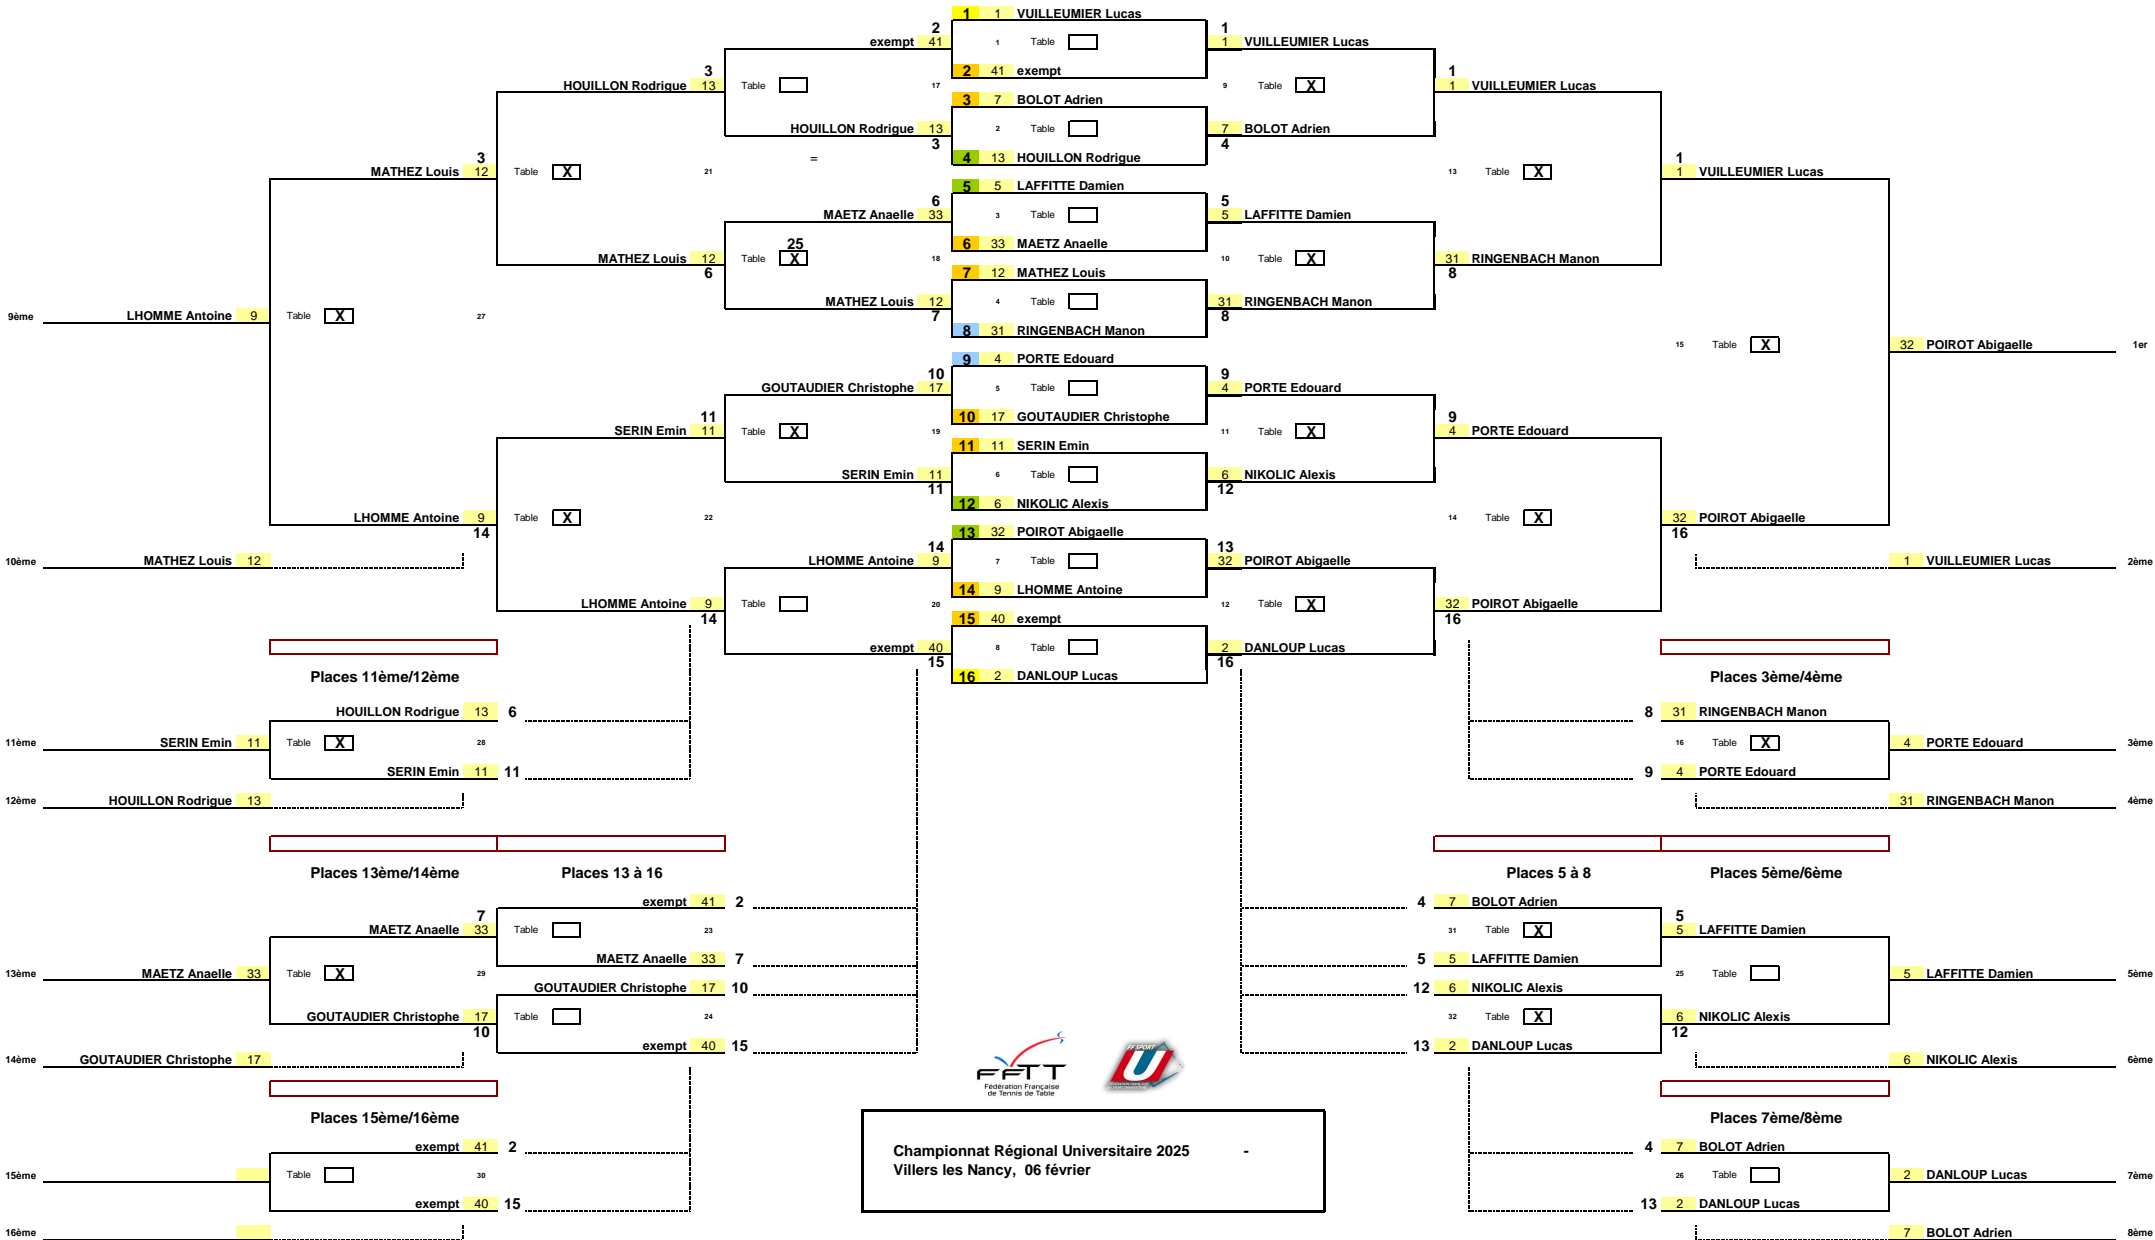 1 1 VUILLEUMIER Lucas
2 1
exempt 41 1 Table 1 VUILLEUMIER Lucas
3 2 41 exempt 1
HOUILLON Rodrigue 13 Table 17 9 Table X 1 VUILLEUMIER Lucas
3 7 BOLOT Adrien
HOUILLON Rodrigue 13 2 Table 7 BOLOT Adrien
3 4
3 = 4 13 HOUILLON Rodrigue 1
MATHEZ Louis 12 Table X 21 13 Table X 1 VUILLEUMIER Lucas
5 5 LAFFITTE Damien
6 5
MAETZ Anaelle 33 3 Table 5 LAFFITTE Damien
25 6 33 MAETZ Anaelle
MATHEZ Louis 12 Table X 18 10 Table X 31 RINGENBACH Manon
6 7 12 MATHEZ Louis 8
MATHEZ Louis 12 4 Table 31 RINGENBACH Manon
9ème LHOMME Antoine 9 Table X 27 7 8
8 31 RINGENBACH Manon
15 Table X 32 POIROT Abigaelle 1er
9 4 PORTE Edouard
10 9
GOUTAUDIER Christophe 17 5 Table 4 PORTE Edouard
11 10 17 GOUTAUDIER Christophe 9
SERIN Emin 11 Table X 19 11 Table X 4 PORTE Edouard
11 11 SERIN Emin
SERIN Emin 11 6 Table 6 NIKOLIC Alexis
11 12
12 6 NIKOLIC Alexis
LHOMME Antoine 9 Table X 22 14 Table X 32 POIROT Abigaelle
14 13 32 POIROT Abigaelle 16
14 13
10ème MATHEZ Louis 12 LHOMME Antoine 9 7 Table 32 POIROT Abigaelle 1 VUILLEUMIER Lucas 2ème
14 9 LHOMME Antoine
LHOMME Antoine 9 Table 20 12 Table X 32 POIROT Abigaelle
14 15 40 exempt 16
exempt 40 8 Table 2 DANLOUP Lucas
15 16
Places 11ème/12ème 16 2 DANLOUP Lucas Places 3ème/4ème
HOUILLON Rodrigue 13 6 8 31 RINGENBACH Manon
11ème SERIN Emin 11 Table X 28 16 Table X 4 PORTE Edouard 3ème
SERIN Emin 11 11 9 4 PORTE Edouard
12ème HOUILLON Rodrigue 13 31 RINGENBACH Manon 4ème
Places 13ème/14ème Places 13 à 16 Places 5 à 8 Places 5ème/6ème
exempt 41 2 4 7 BOLOT Adrien
7 5
MAETZ Anaelle 33 Table 23 31 Table X 5 LAFFITTE Damien
MAETZ Anaelle 33 7 5 5 LAFFITTE Damien
13ème MAETZ Anaelle 33 Table X 29 25 Table 5 LAFFITTE Damien 5ème
GOUTAUDIER Christophe 17 10 12 6 NIKOLIC Alexis
GOUTAUDIER Christophe 17 Table 24 32 Table X 6 NIKOLIC Alexis
10 12
exempt 40 15 13 2 DANLOUP Lucas
14ème GOUTAUDIER Christophe 17 6 NIKOLIC Alexis 6ème
FFTT
Fédération Française
de Tennis de Table
FF SPORT
U
Places 15ème/16ème Places 7ème/8ème
exempt 41 2 4 7 BOLOT Adrien
15ème Table 30 26 Table 2 DANLOUP Lucas 7ème
exempt 40 15 13 2 DANLOUP Lucas
16ème 7 BOLOT Adrien 8ème
Championnat Régional Universitaire 2025 -
Villers les Nancy, 06 février